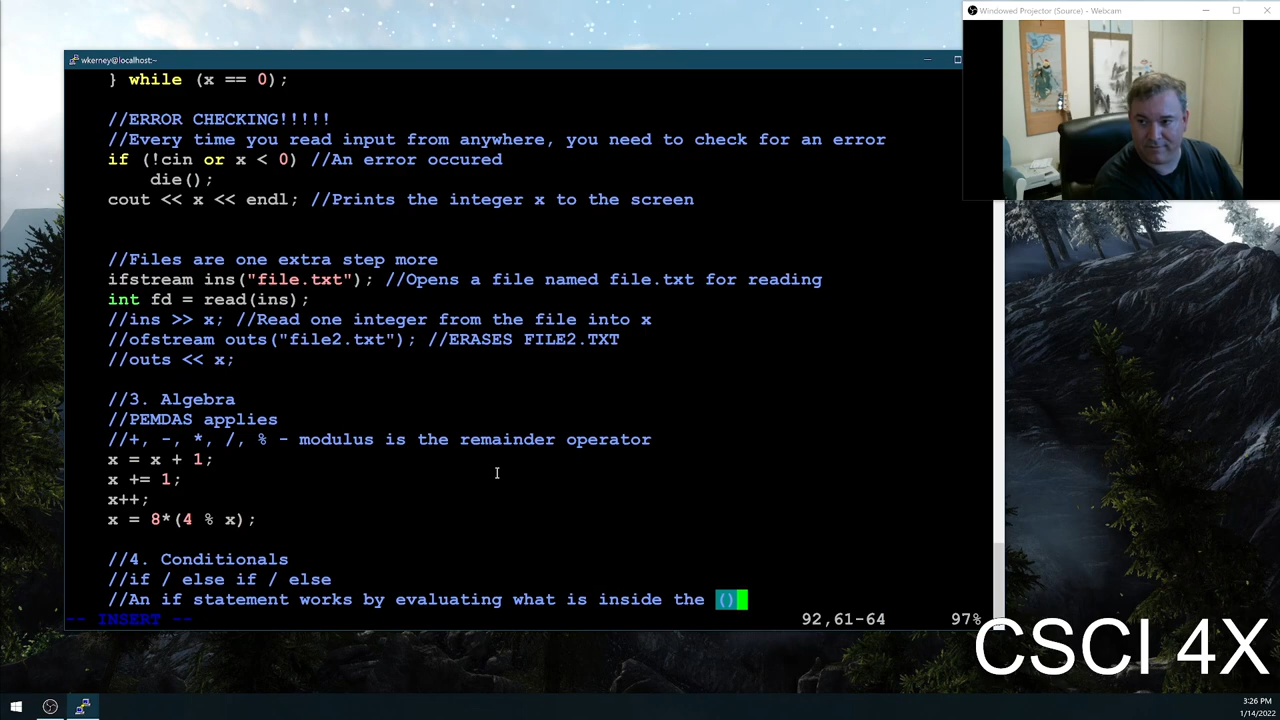 Windowed Projector (Source) - Webcam
wkerney@localhost:~
} while (x == 0);
//ERROR CHECKING!!!!!
//Every time you read input from anywhere, you need to check for an error
if (!cin or x < 0) //An error occured
die();
cout << x << endl; //Prints the integer x to the screen
//Files are one extra step more
ifstream ins("file.txt"); //Opens a file named file.txt for reading
int fd = read(ins);
//ins >> x; //Read one integer from the file into x
//ofstream outs("file2.txt"); //ERASES FILE2.TXT
//outs << x;
//3. Algebra
//PEMDAS applies
//+, -, *, /, % - modulus is the remainder operator
x = x + 1;
x += 1;
x++;
x = 8*(4 % x);
//4. Conditionals
//if / else if / else
//An if statement works by evaluating what is inside the ()
-- INSERT -- 92,61-64 97%
CSCI 4X
3:26 PM
1/14/2022